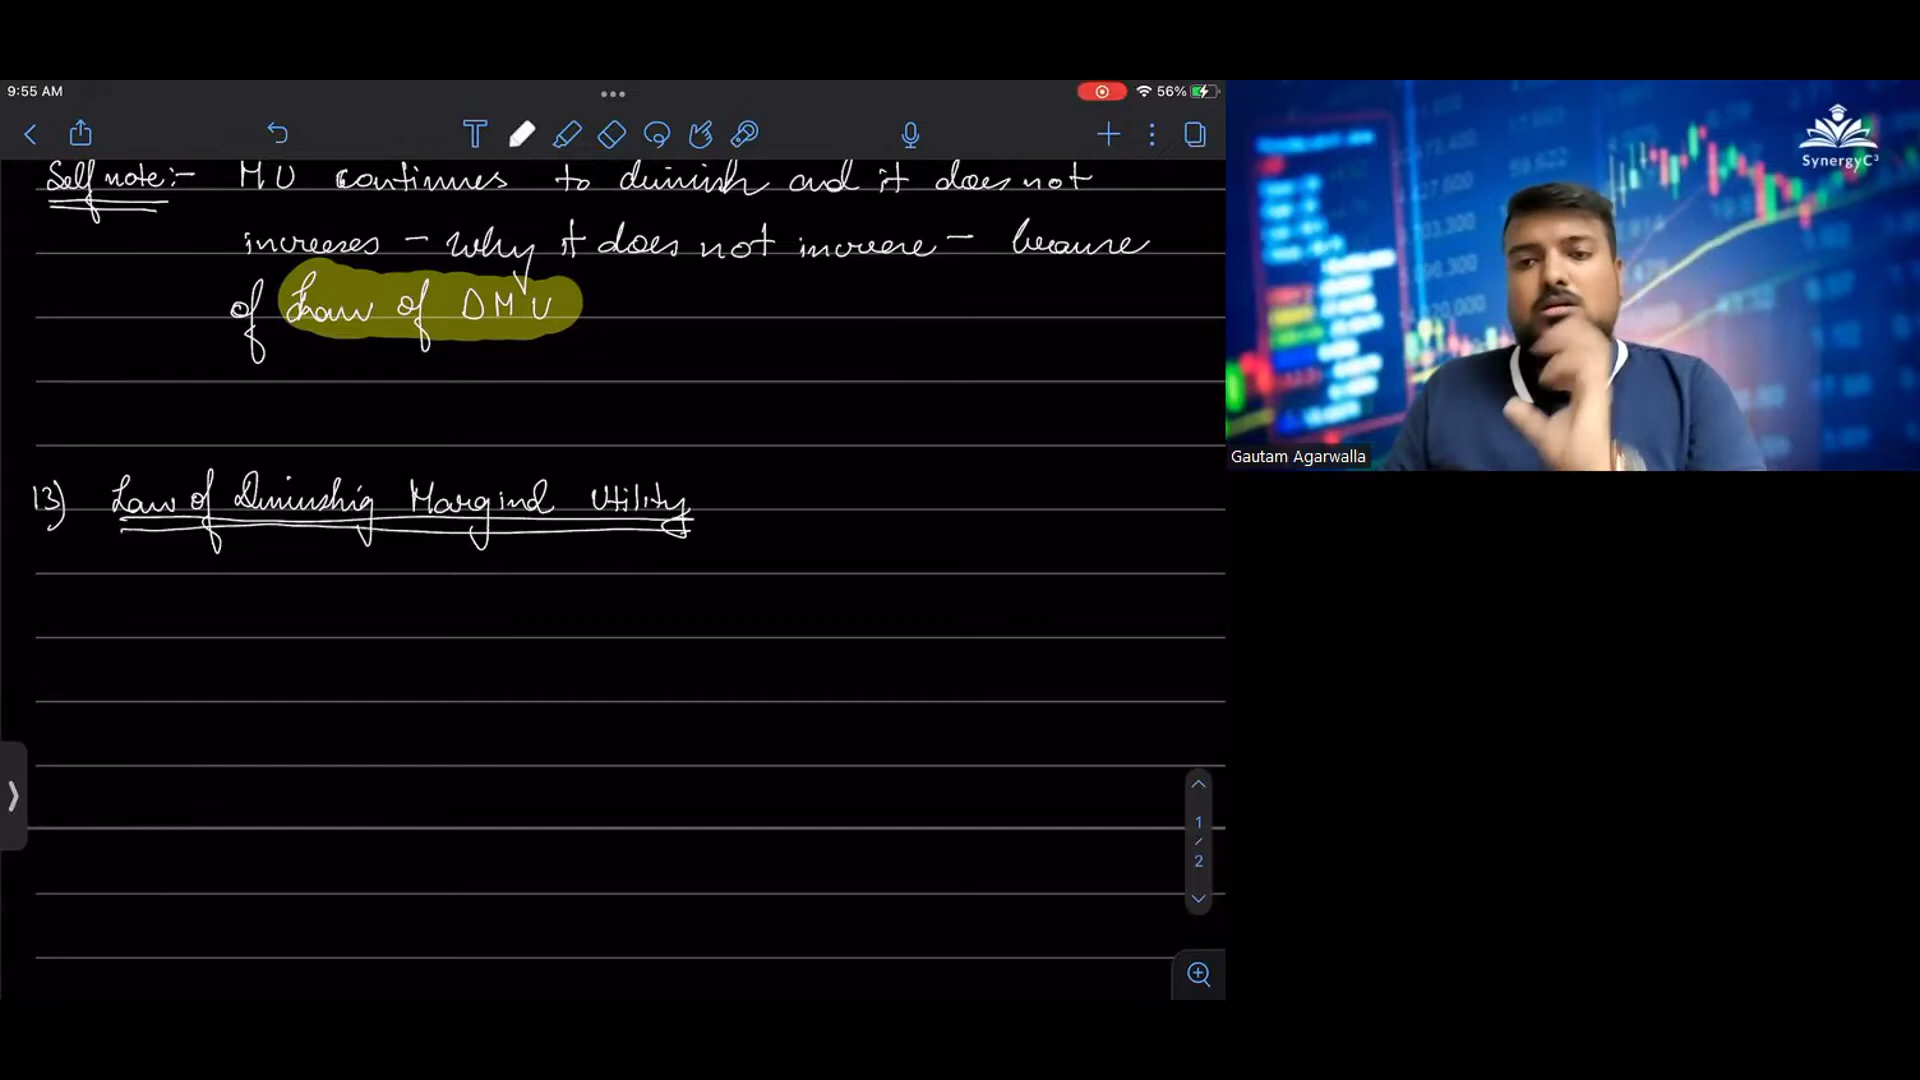 9:55 AM
56%
Self note:- MU continues to diminish and it does not
increases - why it does not increase - because
of Law of DMU
13) Law of Diminshig Marginal Utility
1
2
SynergyC³
Gautam Agarwalla